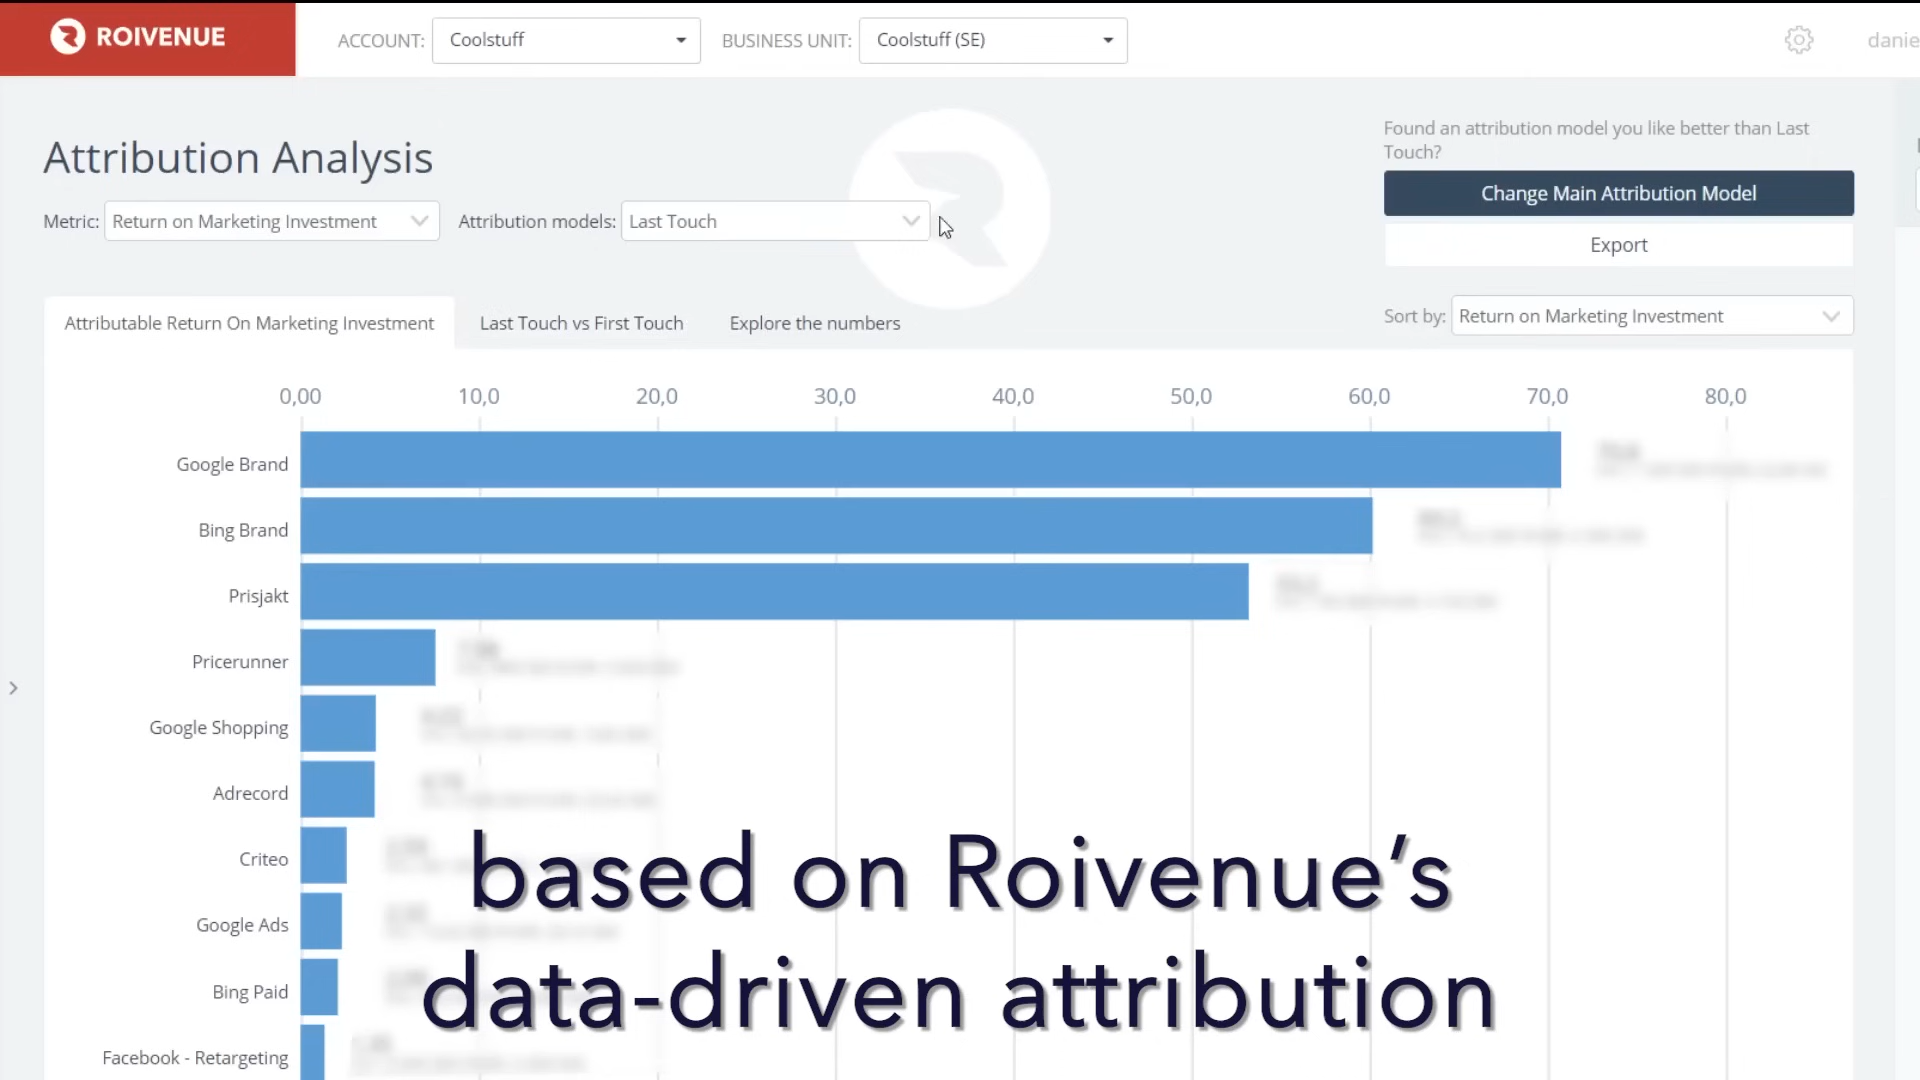 ROIVENUE
ACCOUNT: Coolstuff BUSINESS UNIT: Coolstuff (SE)
danie
Attribution Analysis
Found an attribution model you like better than Last
Touch?
Change Main Attribution Model
Export
Metric: Return on Marketing Investment Attribution models: Last Touch
Attributable Return On Marketing Investment Last Touch vs First Touch Explore the numbers
Sort by: Return on Marketing Investment
0,00 10,0 20,0 30,0 40,0 50,0 60,0 70,0 80,0
Google Brand
Bing Brand
Prisjakt
Pricerunner
Google Shopping
Adrecord
Criteo
Google Ads
Bing Paid
Facebook - Retargeting
based on Roivenue’s
data-driven attribution